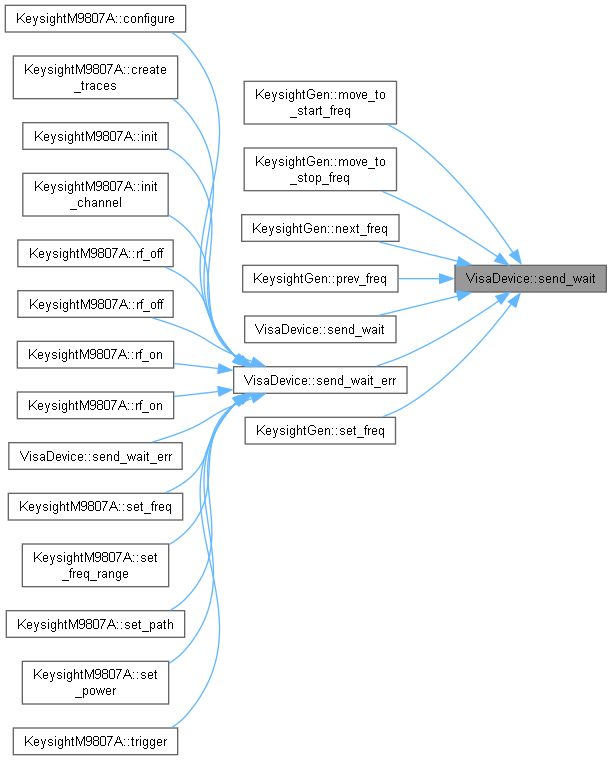 KeysightM9807A::configure
KeysightM9807A::create
_traces
KeysightM9807A::init
KeysightM9807A::init
_channel
KeysightM9807A::rf_off
KeysightM9807A::rf_off
KeysightM9807A::rf_on
KeysightM9807A::rf_on
VisaDevice::send_wait_err
KeysightM9807A::set_freq
KeysightM9807A::set
_freq_range
KeysightM9807A::set_path
KeysightM9807A::set
_power
KeysightM9807A::trigger
KeysightGen::move_to
_start_freq
KeysightGen::move_to
_stop_freq
KeysightGen::next_freq
KeysightGen::prev_freq
VisaDevice::send_wait
VisaDevice::send_wait_err
KeysightGen::set_freq
VisaDevice::send_wait